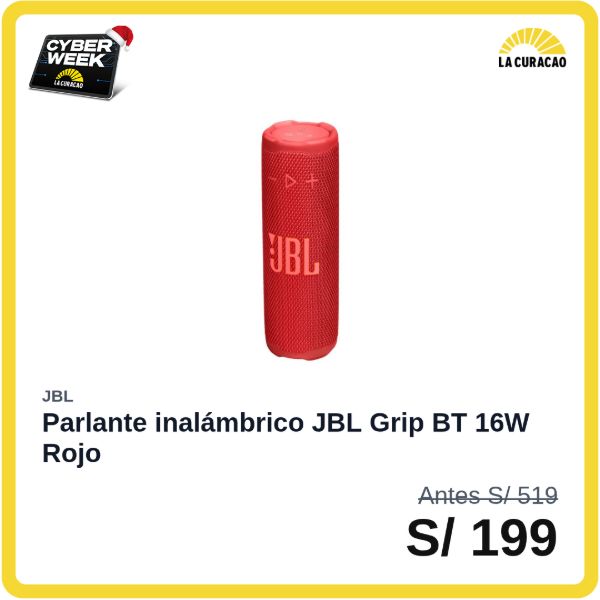 CYBER
WEEK
LA CURACAO
LA CURACAO
- +
JBL
JBL
Parlante inalámbrico JBL Grip BT 16W
Rojo
Antes S/ 519
S/ 199